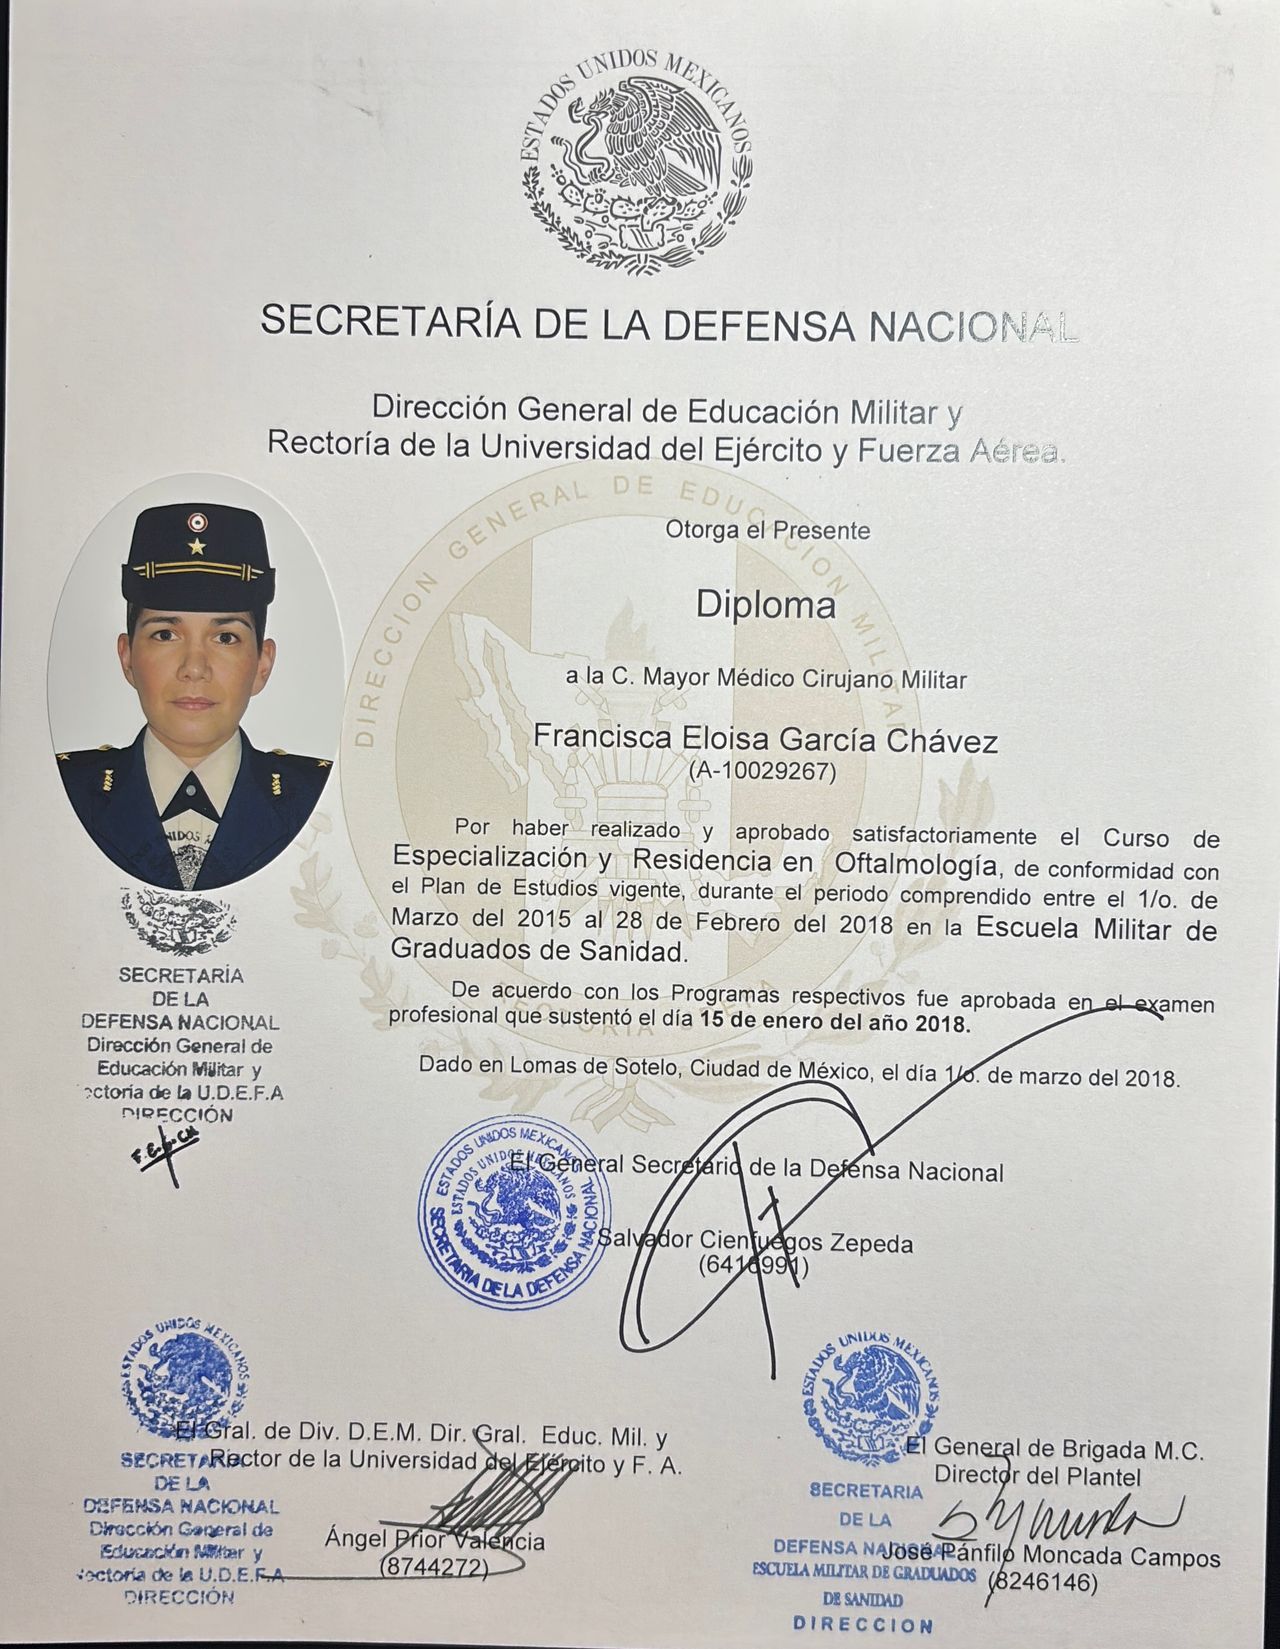 ESTADOS UNIDOS MEXICANOS
SECRETARÍA DE LA DEFENSA NACIONAL
Dirección General de Educación Militar y
Rectoría de la Universidad del Ejército y Fuerza Aérea.
DIRECCION GENERAL DE EDUCACION MILITAR
Otorga el Presente
Diploma
a la C. Mayor Médico Cirujano Militar
Francisca Eloisa García Chávez
(A-10029267)
Por haber realizado y aprobado satisfactoriamente el Curso de
Especialización y Residencia en Oftalmología, de conformidad con
el Plan de Estudios vigente, durante el periodo comprendido entre el 1/o. de
Marzo del 2015 al 28 de Febrero del 2018 en la Escuela Militar de
Graduados de Sanidad.
De acuerdo con los Programas respectivos fue aprobada en el examen
profesional que sustentó el día 15 de enero del año 2018.
Dado en Lomas de Sotelo, Ciudad de México, el día 1/o. de marzo del 2018.
SECRETARÍA
DE LA
DEFENSA NACIONAL
Dirección General de
Educación Militar y
ectoría de la U.D.E.F.A
DIRECCIÓN
ESTADOS UNIDOS MEXICANOS
SECRETARIA DE LA DEFENSA NACIONAL
ESTADOS UNIDOS MEXICANOS
El General Secretario de la Defensa Nacional
Salvador Cienfuegos Zepeda
ESTADOS UNIDOS MEXICANOS
El Gral. de Div. D.E.M. Dir. Gral. Educ. Mil. y
Rector de la Universidad del Ejército y F. A.
Ángel Prior Valencia
(8744272)
SECRETARÍA
DE LA
DEFENSA NACIONAL
Dirección General de
Educación Militar y
ectoría de la U.D.E.F.A
DIRECCIÓN
ESTADOS UNIDOS MEXICANOS
El General de Brigada M.C.
Director del Plantel
José Pánfilo Moncada Campos
(8246146)
SECRETARIA
DE LA
DEFENSA NACIONAL
ESCUELA MILITAR DE GRADUADOS
DE SANIDAD
DIRECCION